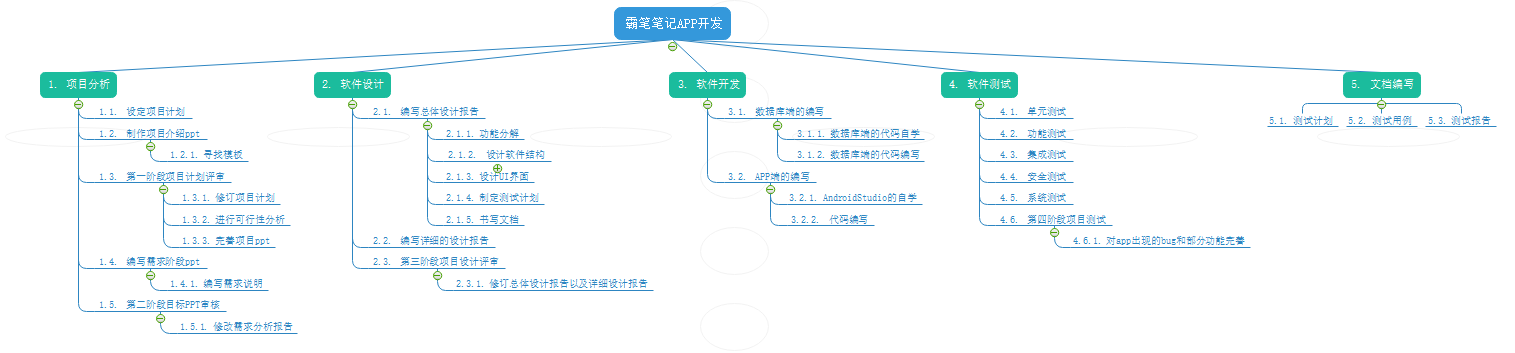 霸笔笔记APP开发
1. 项目分析
1.1. 设定项目计划
1.2. 制作项目介绍ppt
1.2.1. 寻找模板
1.3. 第一阶段项目计划评审
1.3.1. 修订项目计划
1.3.2. 进行可行性分析
1.3.3. 完善项目ppt
1.4. 编写需求阶段ppt
1.4.1. 编写需求说明
1.5. 第二阶段目标PPT审核
1.5.1. 修改需求分析报告
2. 软件设计
2.1. 编写总体设计报告
2.1.1. 功能分解
2.1.2. 设计软件结构
2.1.3. 设计UI界面
2.1.4. 制定测试计划
2.1.5. 书写文档
2.2. 编写详细的设计报告
2.3. 第三阶段项目设计评审
2.3.1. 修订总体设计报告以及详细设计报告
3. 软件开发
3.1. 数据库端的编写
3.1.1. 数据库端的代码自学
3.1.2. 数据库端的代码编写
3.2. APP端的编写
3.2.1. AndroidStudio的自学
3.2.2. 代码编写
4. 软件测试
4.1. 单元测试
4.2. 功能测试
4.3. 集成测试
4.4. 安全测试
4.5. 系统测试
4.6. 第四阶段项目测试
4.6.1. 对app出现的bug和部分功能完善
5. 文档编写
5.1. 测试计划
5.2. 测试用例
5.3. 测试报告